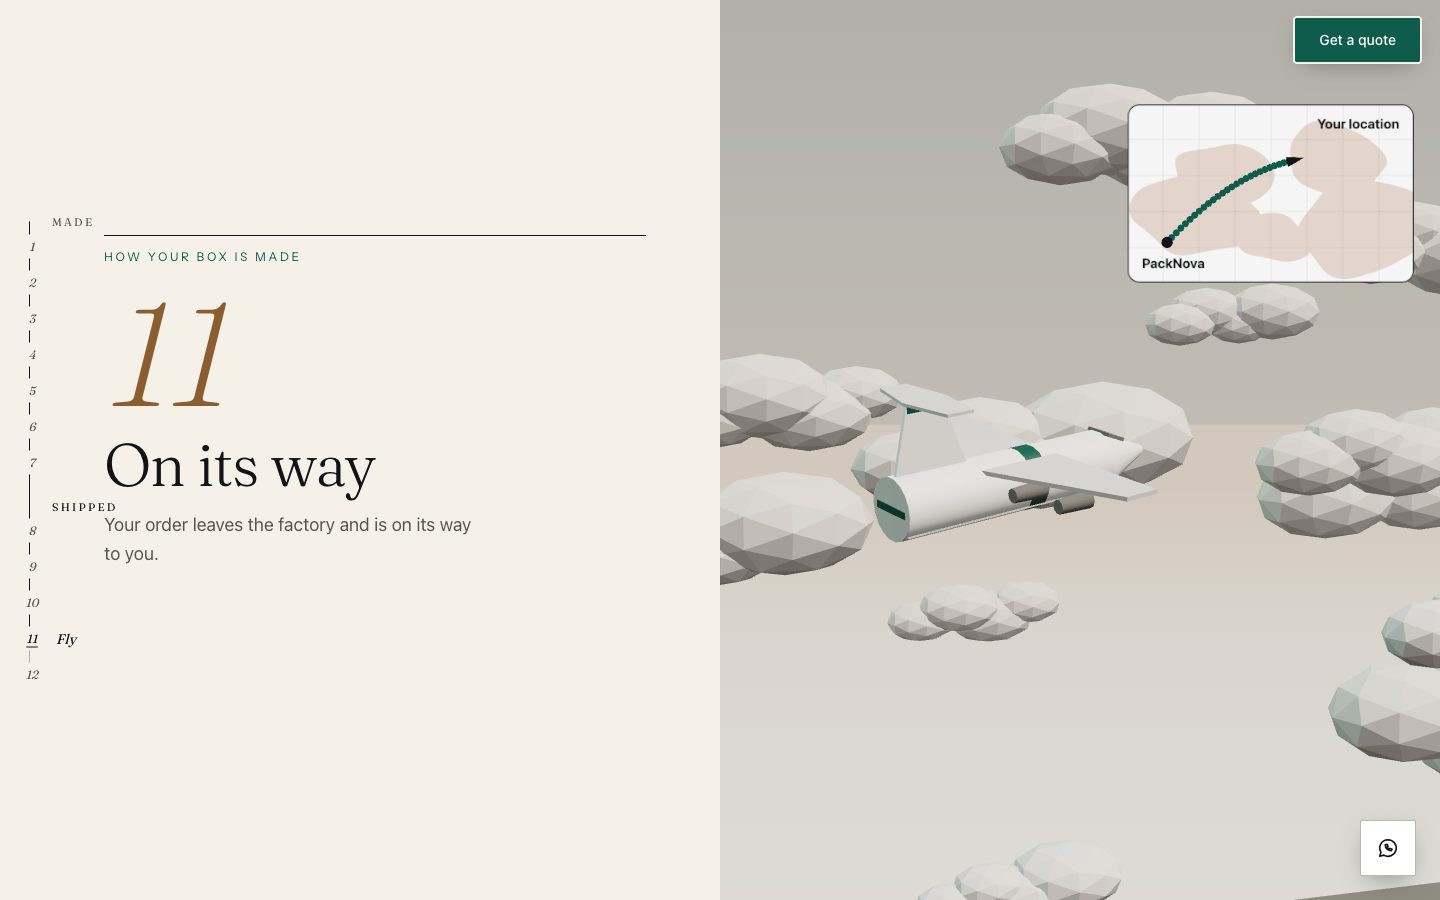 Get a quote
Your location
PackNova
MADE
HOW YOUR BOX IS MADE
11
On its way
Your order leaves the factory and is on its way
to you.
1
2
3
4
5
6
7
SHIPPED
8
9
10
11 Fly
12